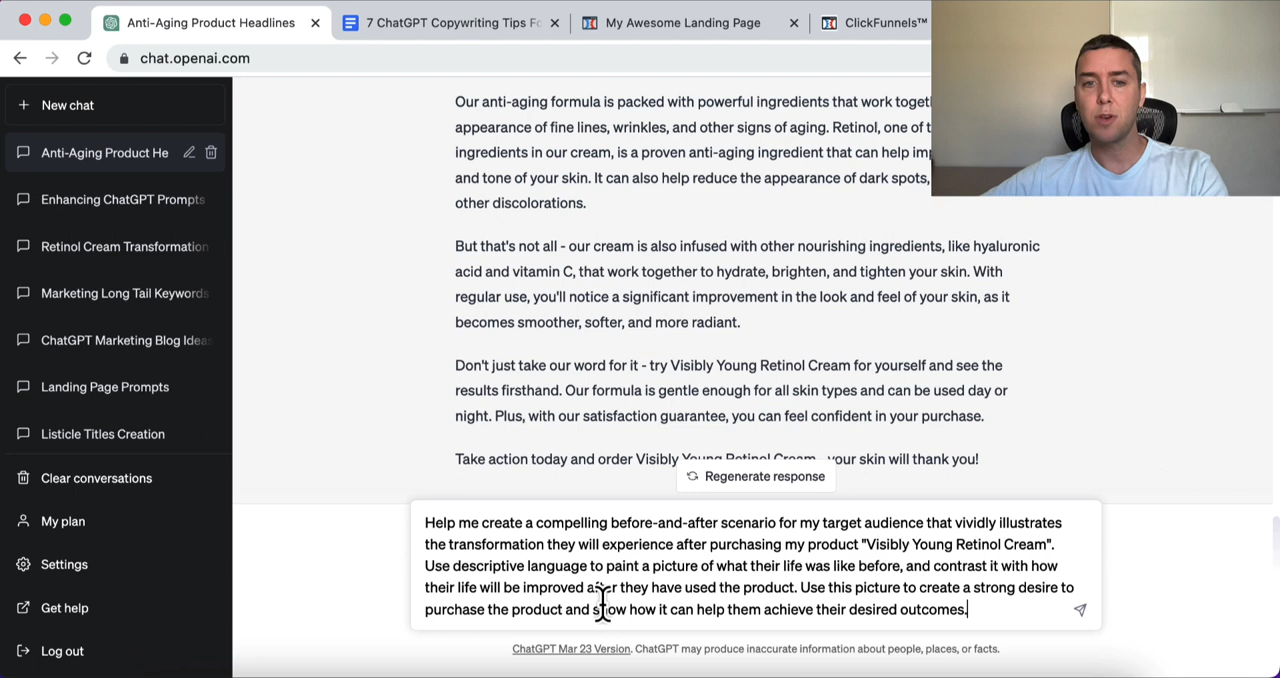 Anti-Aging Product Headlines
7 ChatGPT Copywriting Tips Fo
My Awesome Landing Page
ClickFunnels™
chat.openai.com
New chat
Anti-Aging Product He
Enhancing ChatGPT Prompts
Retinol Cream Transformation
Marketing Long Tail Keywords
ChatGPT Marketing Blog Ideas
Landing Page Prompts
Listicle Titles Creation
Clear conversations
My plan
Settings
Get help
Log out
Our anti-aging formula is packed with powerful ingredients that work toget
appearance of fine lines, wrinkles, and other signs of aging. Retinol, one of t
ingredients in our cream, is a proven anti-aging ingredient that can help im
and tone of your skin. It can also help reduce the appearance of dark spots,
other discolorations.
But that's not all - our cream is also infused with other nourishing ingredients, like hyaluronic
acid and vitamin C, that work together to hydrate, brighten, and tighten your skin. With
regular use, you'll notice a significant improvement in the look and feel of your skin, as it
becomes smoother, softer, and more radiant.
Don't just take our word for it - try Visibly Young Retinol Cream for yourself and see the
results firsthand. Our formula is gentle enough for all skin types and can be used day or
night. Plus, with our satisfaction guarantee, you can feel confident in your purchase.
Take action today and order Visibly Young Retinol Cream - your skin will thank you!
Regenerate response
Help me create a compelling before-and-after scenario for my target audience that vividly illustrates
the transformation they will experience after purchasing my product "Visibly Young Retinol Cream".
Use descriptive language to paint a picture of what their life was like before, and contrast it with how
their life will be improved after they have used the product. Use this picture to create a strong desire to
purchase the product and show how it can help them achieve their desired outcomes.
ChatGPT Mar 23 Version. ChatGPT may produce inaccurate information about people, places, or facts.